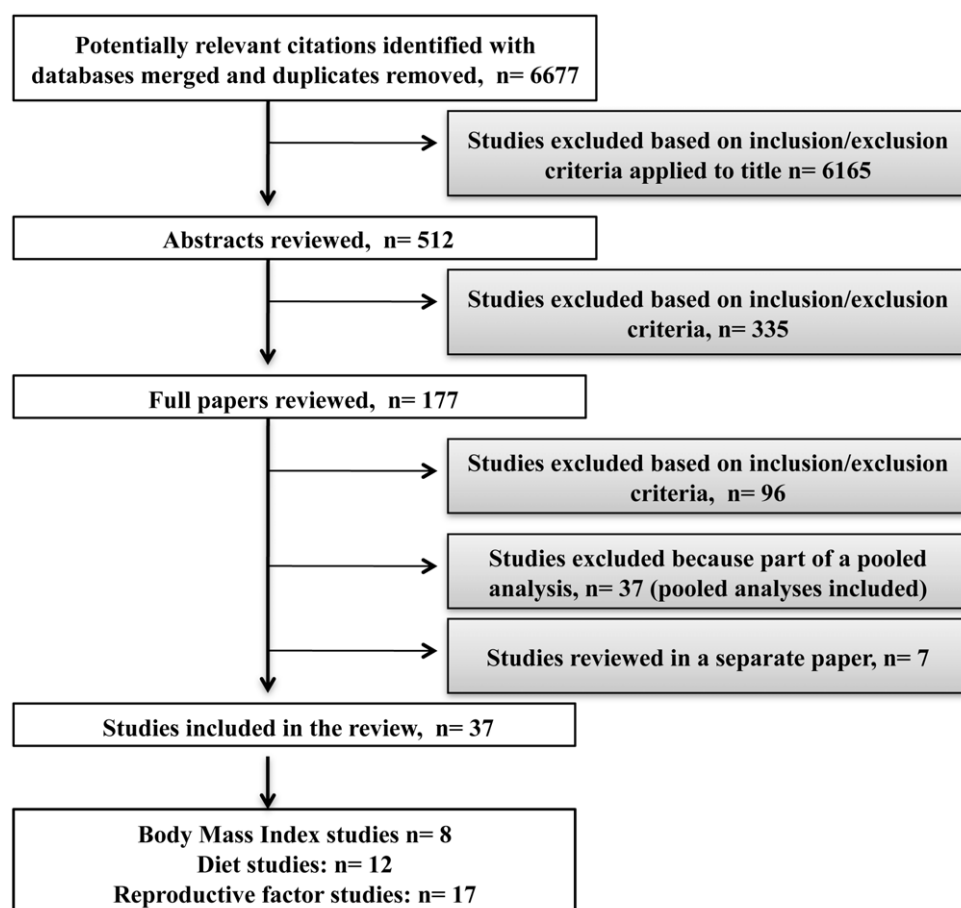 Potentially relevant citations identified with
databases merged and duplicates removed,  n= 6677
Studies excluded based on inclusion/exclusion
criteria applied to title n= 6165
Abstracts reviewed,  n= 512
Studies excluded based on inclusion/exclusion
criteria, n= 335
Full papers reviewed,  n= 177
Studies excluded based on inclusion/exclusion
criteria,  n= 96
Studies excluded because part of a pooled
analysis, n= 37 (pooled analyses included)
Studies reviewed in a separate paper, n= 7
Studies included in the review,  n= 37
Body Mass Index studies n= 8
Diet studies: n= 12
Reproductive factor studies: n= 17